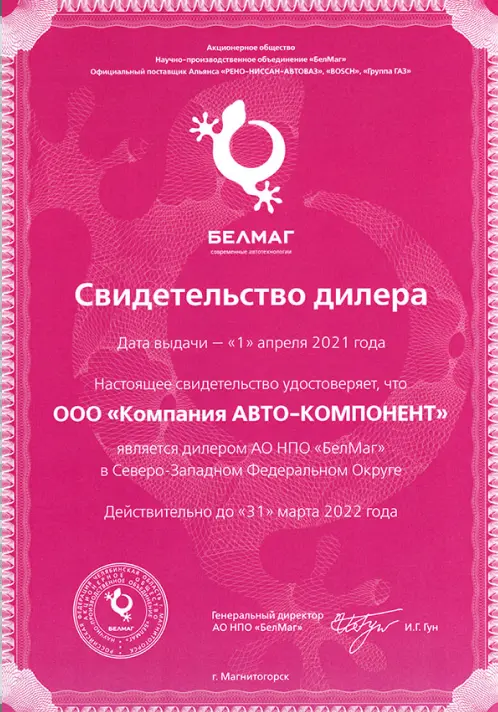 Акционерное общество
Научно-производственное объединение «БелМаг»
Официальный поставщик Альянса «РЕНО-НИССАН-АВТОВАЗ», «BOSCH», «Группа ГАЗ»
БЕЛМАГ
современные автотехнологии
Свидетельство дилера
Дата выдачи – «1» апреля 2021 года
Настоящее свидетельство удостоверяет, что
ООО «Компания АВТО-КОМПОНЕНТ»
является дилером АО НПО «БелМаг»
в Северо-Западном Федеральном Округе
Действительно до «31» марта 2022 года
БЕЛМАГ
Генеральный директор
АО НПО «БелМаг»
И.Г. Гун
г. Магнитогорск